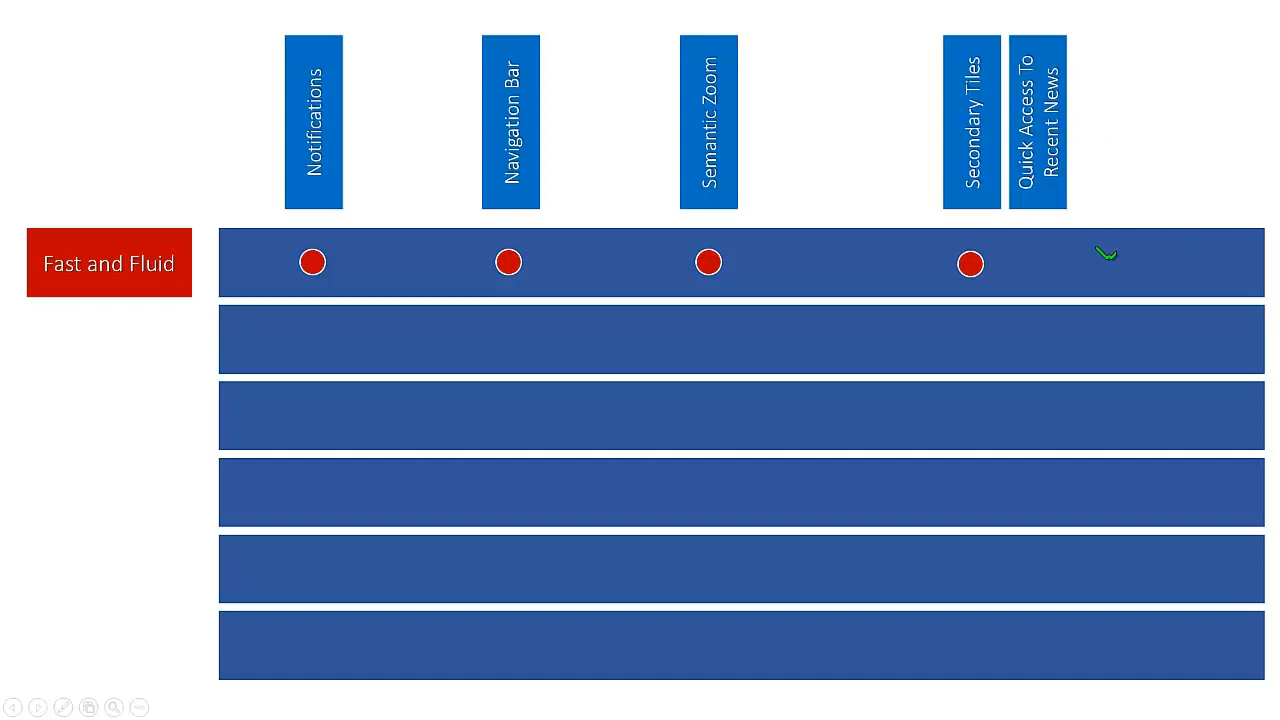 Notifications
Navigation Bar
Semantic Zoom
Secondary Tiles
Quick Access To
Recent News
Fast and Fluid